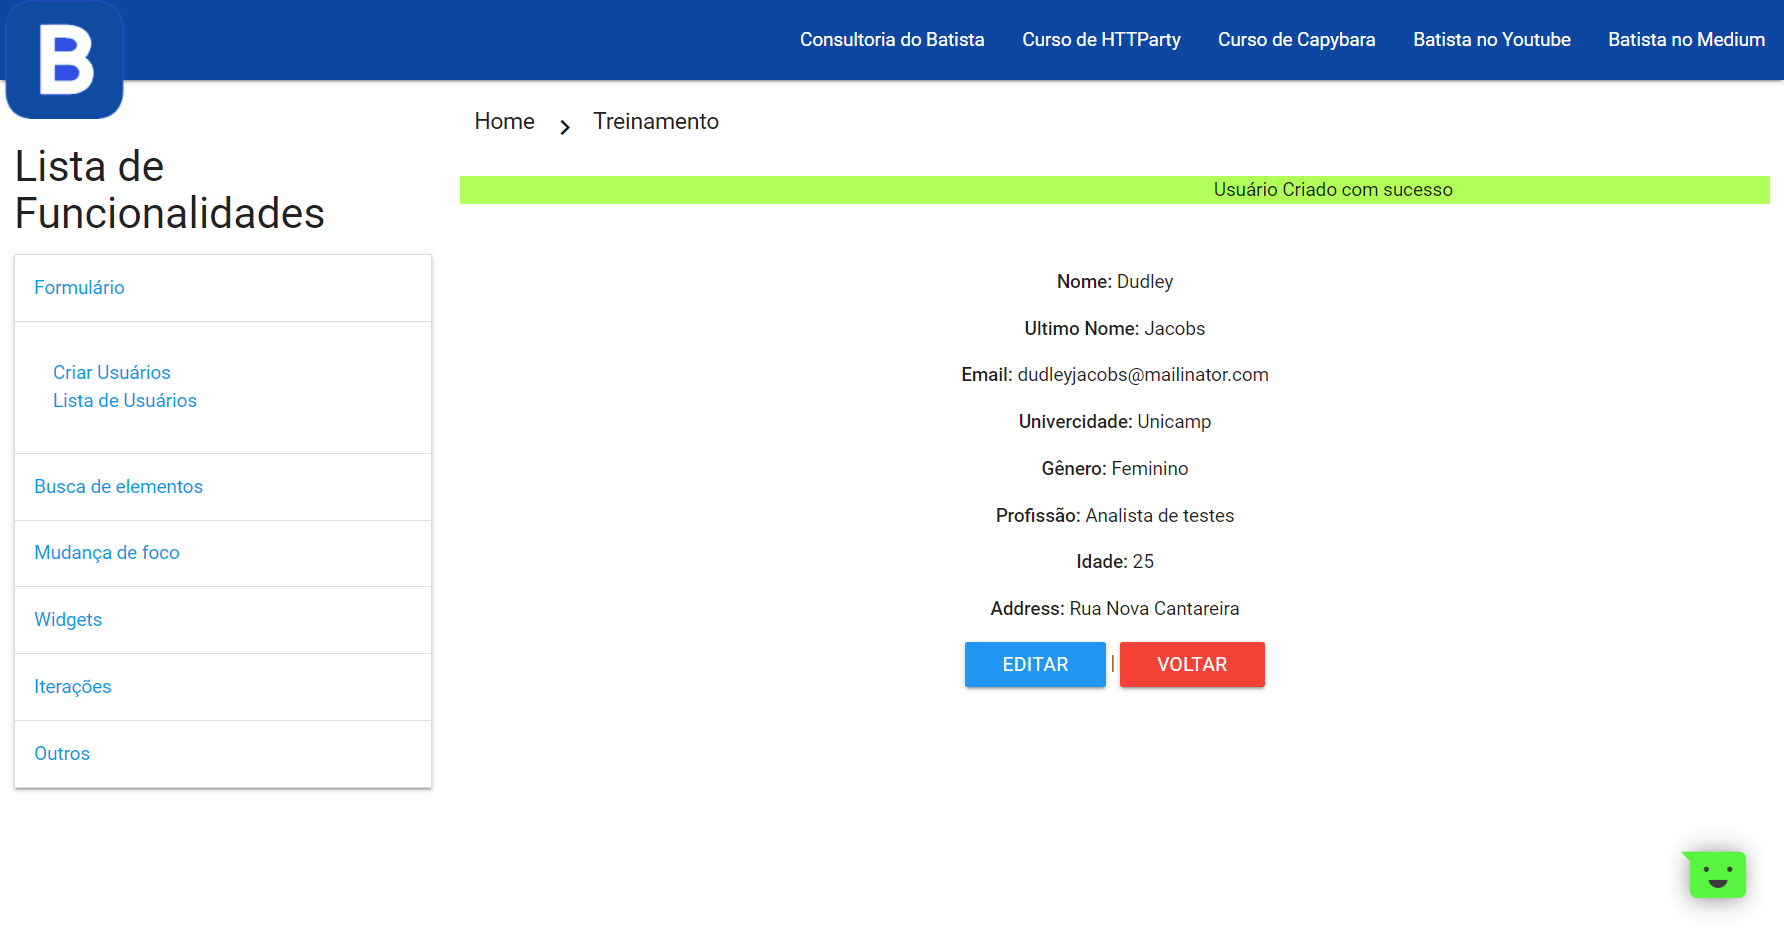 B
Consultoria do Batista
Curso de HTTParty
Curso de Capybara
Batista no Youtube
Batista no Medium
Home
Treinamento
Lista de
Funcionalidades
Formulário
Criar Usuários
Lista de Usuários
Busca de elementos
Mudança de foco
Widgets
Iterações
Outros
Usuário Criado com sucesso
Nome: Dudley
Ultimo Nome: Jacobs
Email: dudleyjacobs@mailinator.com
Univercidade: Unicamp
Gênero: Feminino
Profissão: Analista de testes
Idade: 25
Address: Rua Nova Cantareira
EDITAR | VOLTAR